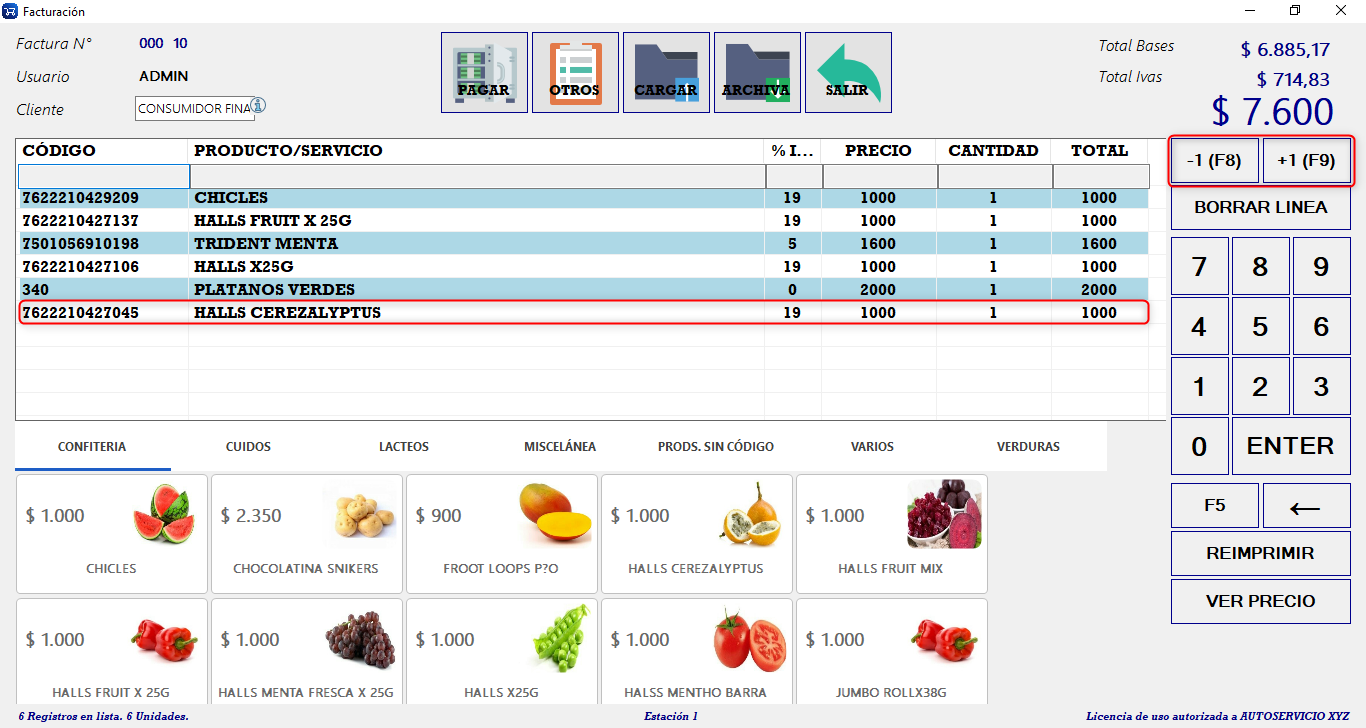 Facturación
Factura N° 000 10
Usuario ADMIN
Cliente CONSUMIDOR FINA
PAGAR OTROS CARGAR ARCHIVA SALIR
Total Bases $ 6.885,17
Total Ivas $ 714,83
$ 7.600
CÓDIGO PRODUCTO/SERVICIO % I... PRECIO CANTIDAD TOTAL
7622210429209 CHICLES 19 1000 1 1000
7622210427137 HALLS FRUIT X 25G 19 1000 1 1000
7501056910198 TRIDENT MENTA 5 1600 1 1600
7622210427106 HALLS X25G 19 1000 1 1000
340 PLATANOS VERDES 0 2000 1 2000
7622210427045 HALLS CEREZALYPTUS 19 1000 1 1000
-1 (F8) +1 (F9)
BORRAR LINEA
7 8 9
4 5 6
1 2 3
0 ENTER
F5 ←
REIMPRIMIR
VER PRECIO
CONFITERIA CUIDOS LACTEOS MISCELÁNEA PRODS. SIN CÓDIGO VARIOS VERDURAS
$ 1.000 $ 2.350 $ 900 $ 1.000 $ 1.000
CHICLES CHOCOLATINA SNIKERS FROOT LOOPS P?O HALLS CEREZALYPTUS HALLS FRUIT MIX
$ 1.000 $ 1.000 $ 1.000 $ 1.000 $ 1.000
HALLS FRUIT X 25G HALLS MENTA FRESCA X 25G HALLS X25G HALSS MENTHO BARRA JUMBO ROLLX38G
6 Registros en lista. 6 Unidades. Estación 1 Licencia de uso autorizada a AUTOSERVICIO XYZ